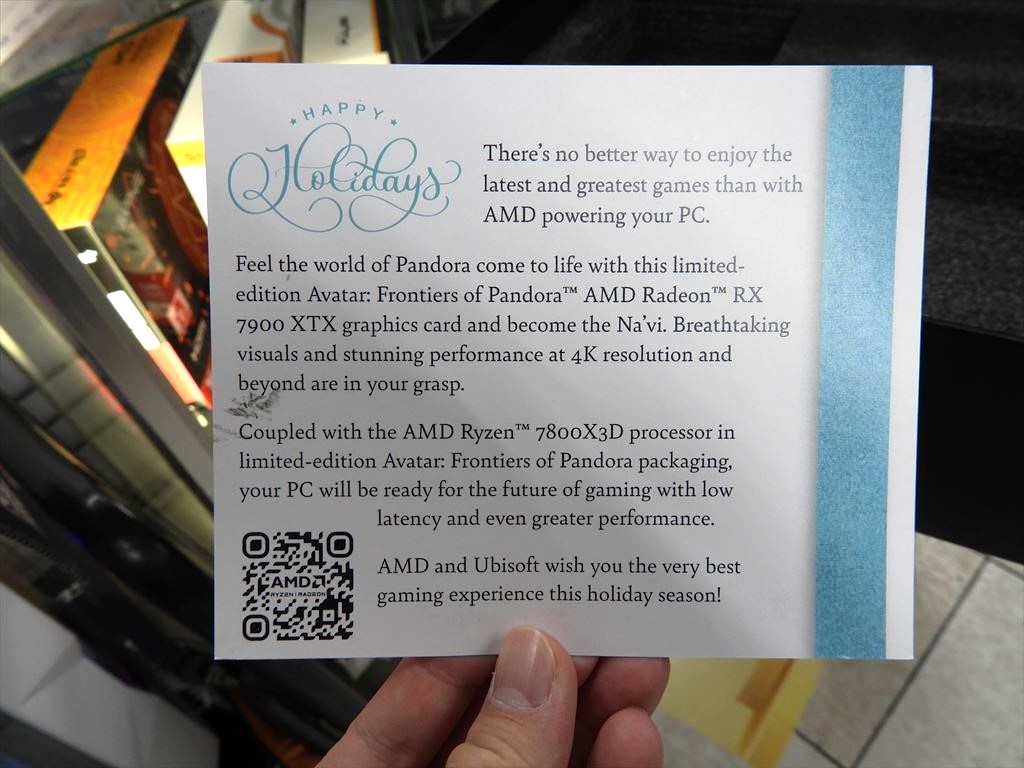 HAPPY
Holidays
There's no better way to enjoy the
latest and greatest games than with
AMD powering your PC.
Feel the world of Pandora come to life with this limited-
edition Avatar: Frontiers of Pandora™ AMD Radeon™ RX
7900 XTX graphics card and become the Na'vi. Breathtaking
visuals and stunning performance at 4K resolution and
beyond are in your grasp.
Coupled with the AMD Ryzen™ 7800X3D processor in
limited-edition Avatar: Frontiers of Pandora packaging,
your PC will be ready for the future of gaming with low
latency and even greater performance.
AMD
RYZEN | RADEON
AMD and Ubisoft wish you the very best
gaming experience this holiday season!